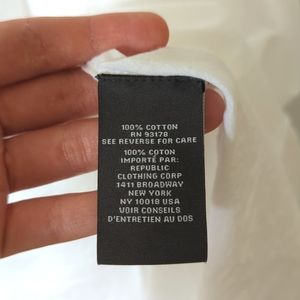 100% COTTON
RN 93178
SEE REVERSE FOR CARE
100% COTON
IMPORTÉ PAR:
REPUBLIC
CLOTHING CORP
1411 BROADWAY
NEW YORK
NY 10018 USA
VOIR CONSEILS
D'ENTRETIEN AU DOS